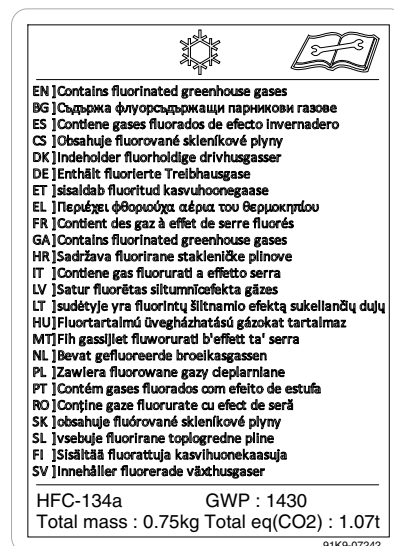 EN ]Contains fluorinated greenhouse gases
BG ]Съдържа флуорсъдържащи парникови газове
ES ]Contiene gases fluorados de efecto invernadero
CS ]Obsahuje fluorované skleníkové plyny
DK ]Indeholder fluorholdige drivhusgasser
DE ]Enthält fluorierte Treibhausgase
ET ]sisaldab fluoritud kasvuhoonegaase
EL ]Περιέχει φθοριούχα αέρια του θερμοκηπίου
FR ]Contient des gaz à effet de serre fluorés
GA]Contains fluorinated greenhouse gases
HR]Sadržava fluorirane stakleničke plinove
IT ]Contiene gas fluorurati a effetto serra
LV ]Satur fluorētas siltumnīcefekta gāzes
LT ]sudėtyje yra fluorintų šiltnamio efektą sukeliančių dujų
HU]Fluortartalmú üvegházhatású gázokat tartalmaz
MT]Fih gassijiet fluworurati b'effett ta' serra
NL ]Bevat gefluoreerde broeikasgassen
PL ]Zawiera fluorowane gazy cieplarniane
PT ]Contém gases fluorados com efeito de estufa
RO ]Conține gaze fluorurate cu efect de seră
SK ]obsahuje fluórované skleníkové plyny
SL ]vsebuje fluorirane toplogredne pline
FI ]Sisältää fluorattuja kasvihuonekaasuja
SV ]Innehåller fluorerade växthusgaser
HFC-134a GWP : 1430
Total mass : 0.75kg Total eq(CO2) : 1.07t
91K9-07242